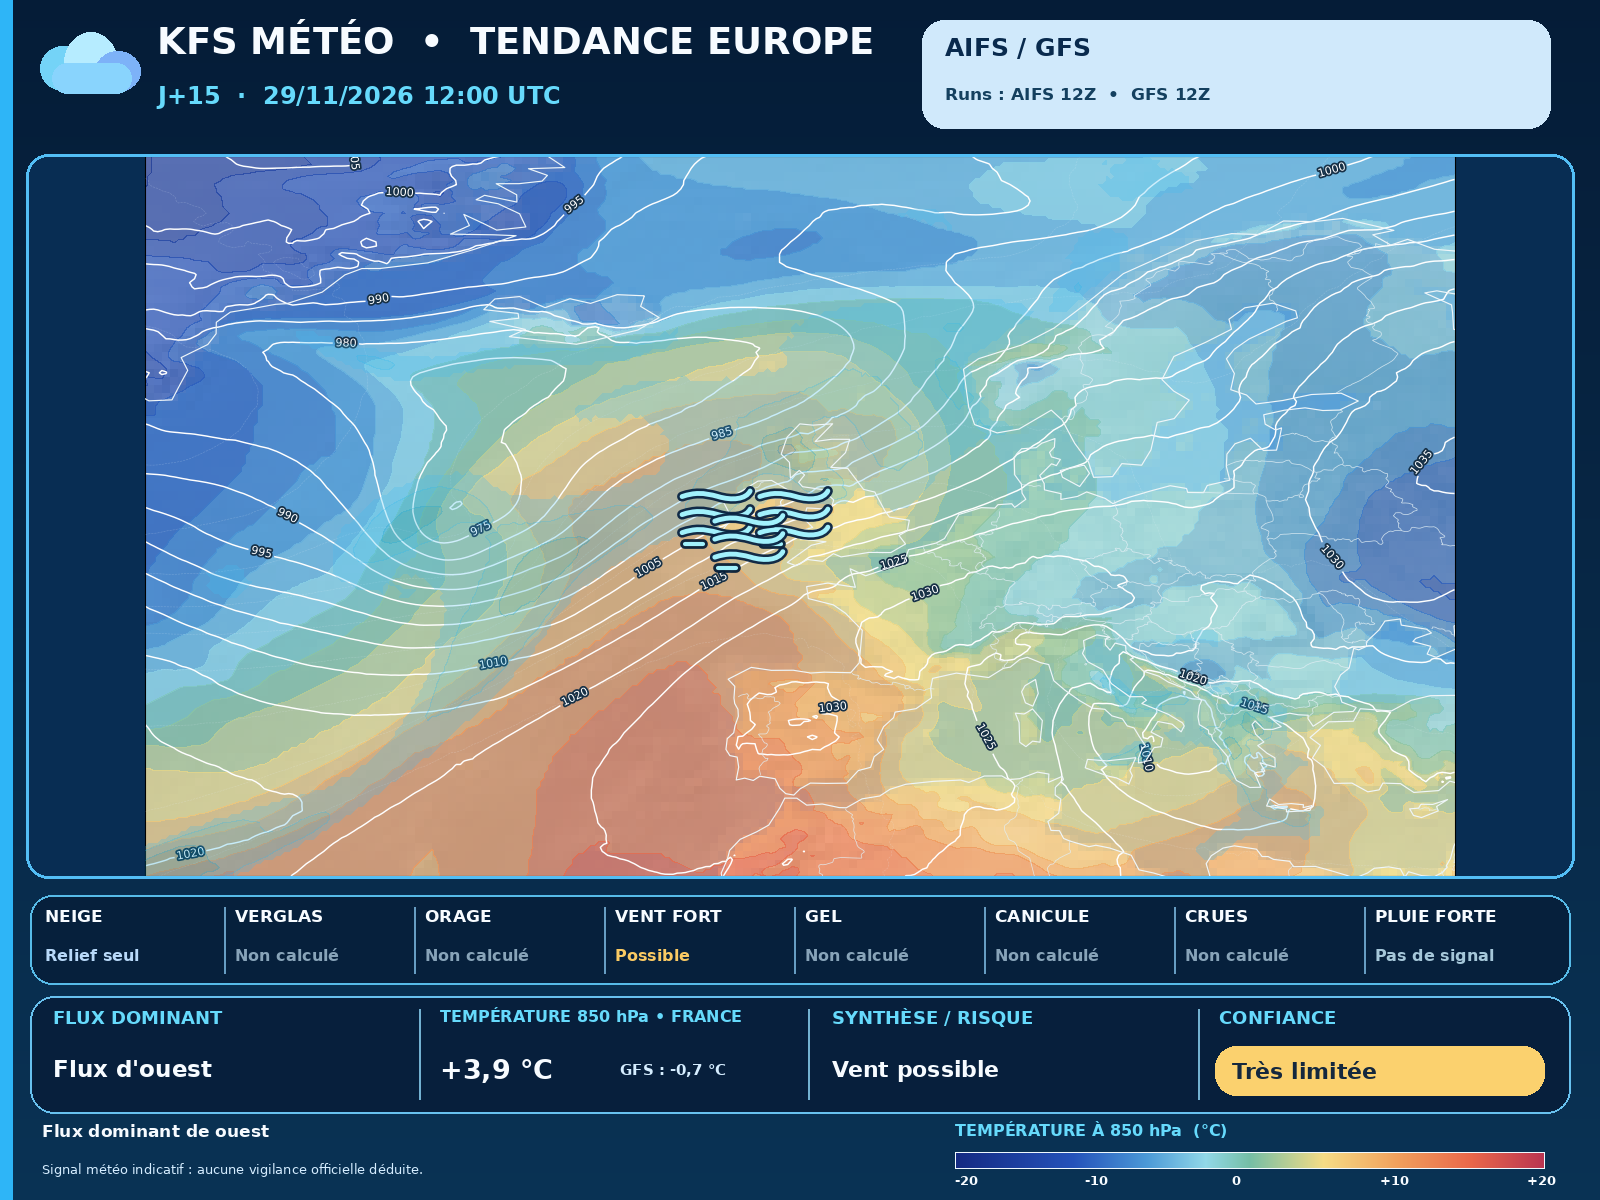 KFS MÉTÉO • TENDANCE EUROPE
J+15 · 29/11/2026 12:00 UTC
AIFS / GFS
Runs : AIFS 12Z • GFS 12Z
1000
1000
995
990
980
985
1035
990
975
995
1005
1015
1025
1030
1030
1010
1020
1020
1015
1030
1025
1020
NEIGE
Relief seul
VERGLAS
Non calculé
ORAGE
Non calculé
VENT FORT
Possible
GEL
Non calculé
CANICULE
Non calculé
CRUES
Non calculé
PLUIE FORTE
Pas de signal
FLUX DOMINANT
Flux d'ouest
TEMPÉRATURE 850 hPa • FRANCE
+3,9 °C
GFS : -0,7 °C
SYNTHÈSE / RISQUE
Vent possible
CONFIANCE
Très limitée
Flux dominant de ouest
Signal météo indicatif : aucune vigilance officielle déduite.
TEMPÉRATURE À 850 hPa (°C)
-20 -10 0 +10 +20